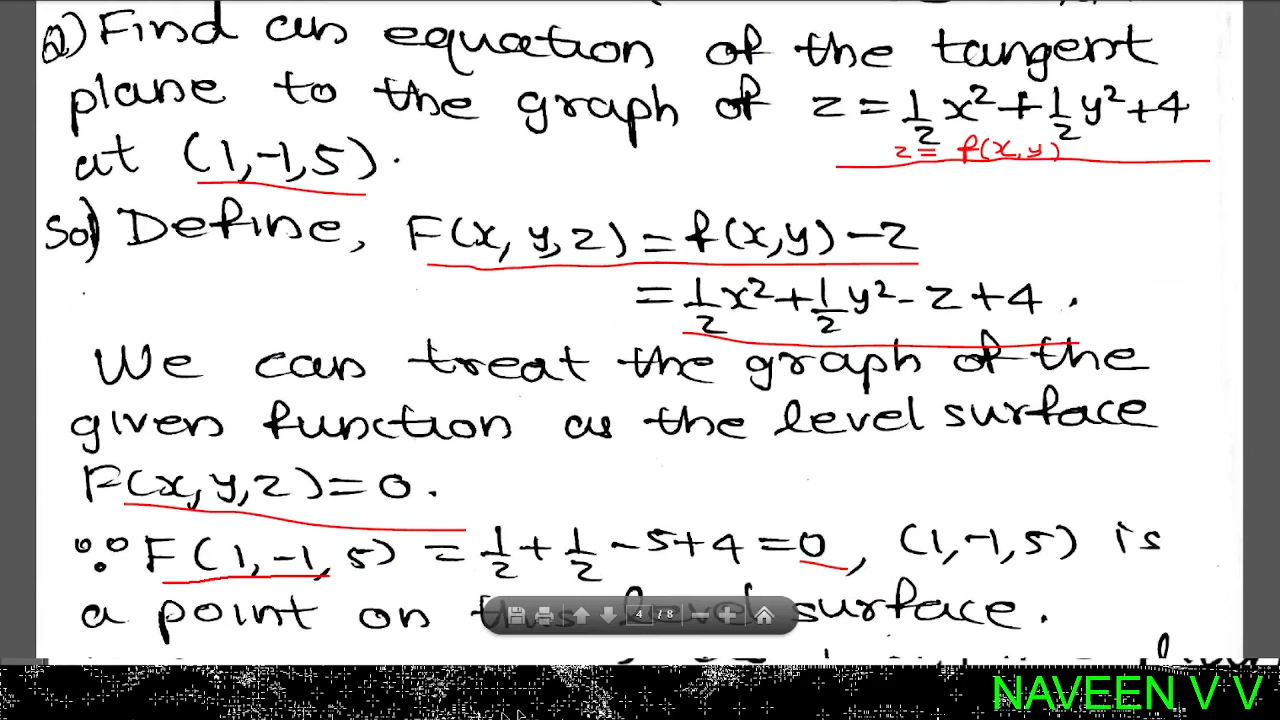 Q) Find an equation of the tangent
plane to the graph of z = 1/2 x² + 1/2 y² + 4
at (1, -1, 5).
z = f(x, y)
Sol) Define, F(x, y, z) = f(x, y) - z
= 1/2 x² + 1/2 y² - z + 4.
We can treat the graph of the
given function as the level surface
F(x, y, z) = 0.
∵ F(1, -1, 5) = 1/2 + 1/2 - 5 + 4 = 0, (1, -1, 5) is
a point on this level surface.
4 / 8
NAVEEN V V